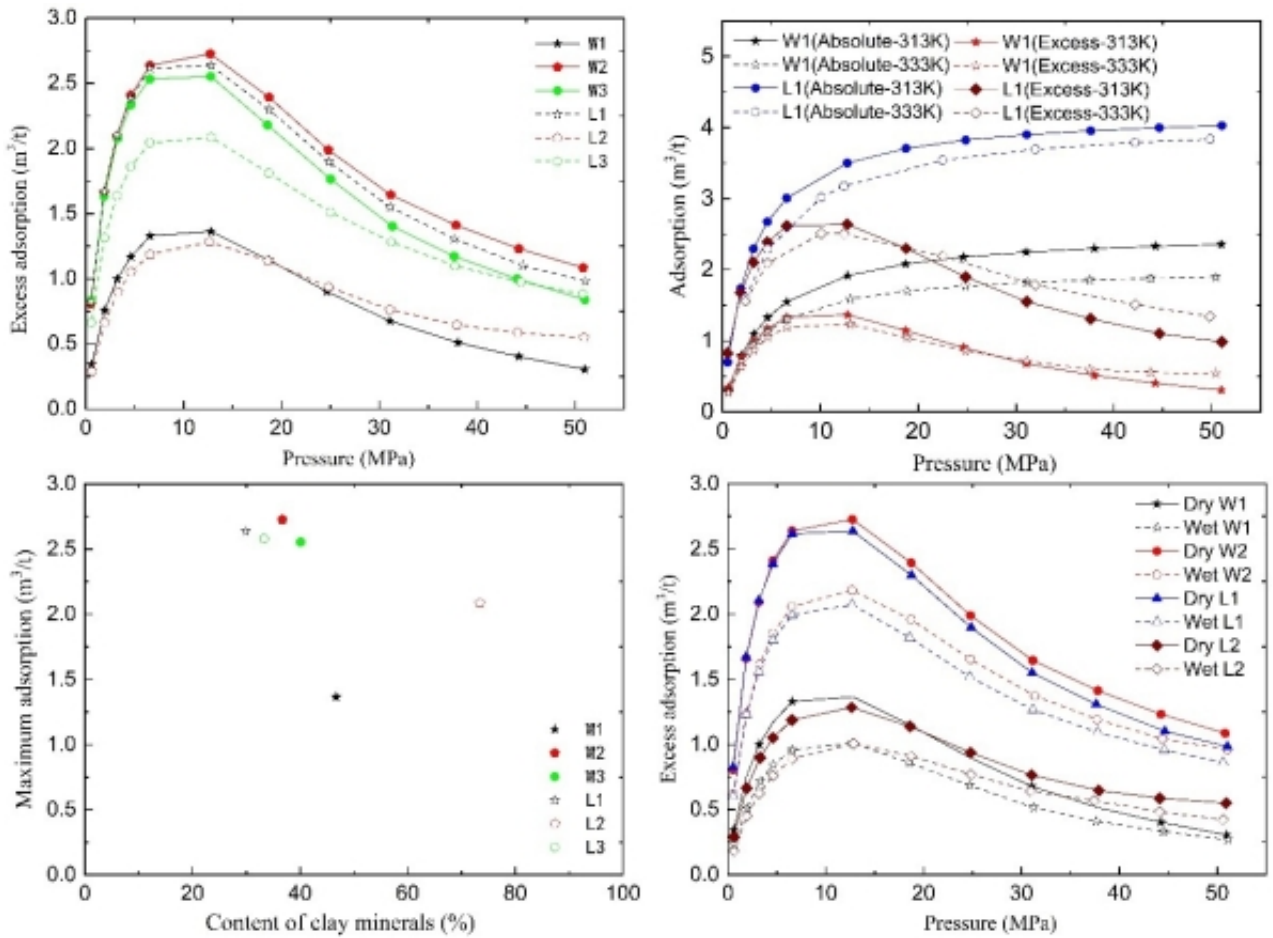 3.0
2.5
2.0
1.5
1.0
0.5
0.0
Excess adsorption (m³/t)
W1
W2
W3
L1
L2
L3
0 10 20 30 40 50
Pressure (MPa)
5
4
3
2
1
0
Adsorption (m³/t)
W1(Absolute-313K) W1(Excess-313K)
W1(Absolute-333K) W1(Excess-333K)
L1(Absolute-313K) L1(Excess-313K)
L1(Absolute-333K) L1(Excess-333K)
0 10 20 30 40 50
Pressure (MPa)
3.0
2.5
2.0
1.5
1.0
0.5
0.0
Maximum adsorption (m³/t)
W1
W2
W3
L1
L2
L3
0 20 40 60 80 100
Content of clay minerals (%)
3.0
2.5
2.0
1.5
1.0
0.5
0.0
Excess adsorption (m³/t)
Dry W1
Wet W1
Dry W2
Wet W2
Dry L1
Wet L1
Dry L2
Wet L2
0 10 20 30 40 50
Pressure (MPa)